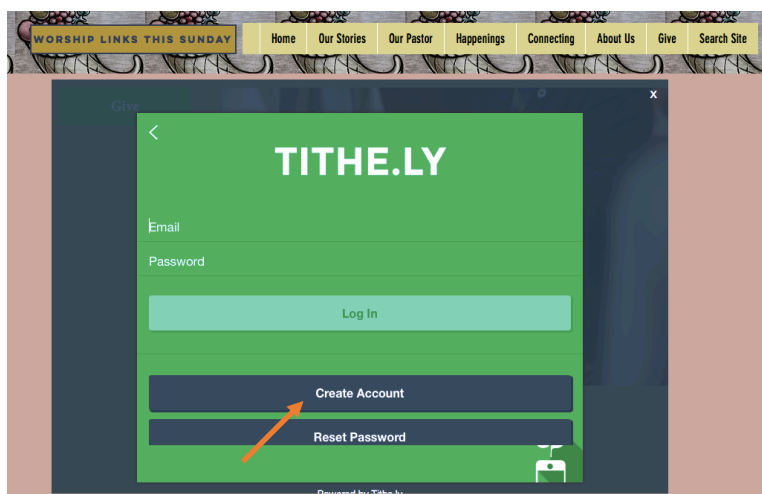 WORSHIP LINKS THIS SUNDAY Home Our Stories Our Pastor Happenings Connecting About Us Give Search Site
Give
x
TITHE.LY
Email
Password
Log In
Create Account
Reset Password
Powered by Tithe.ly